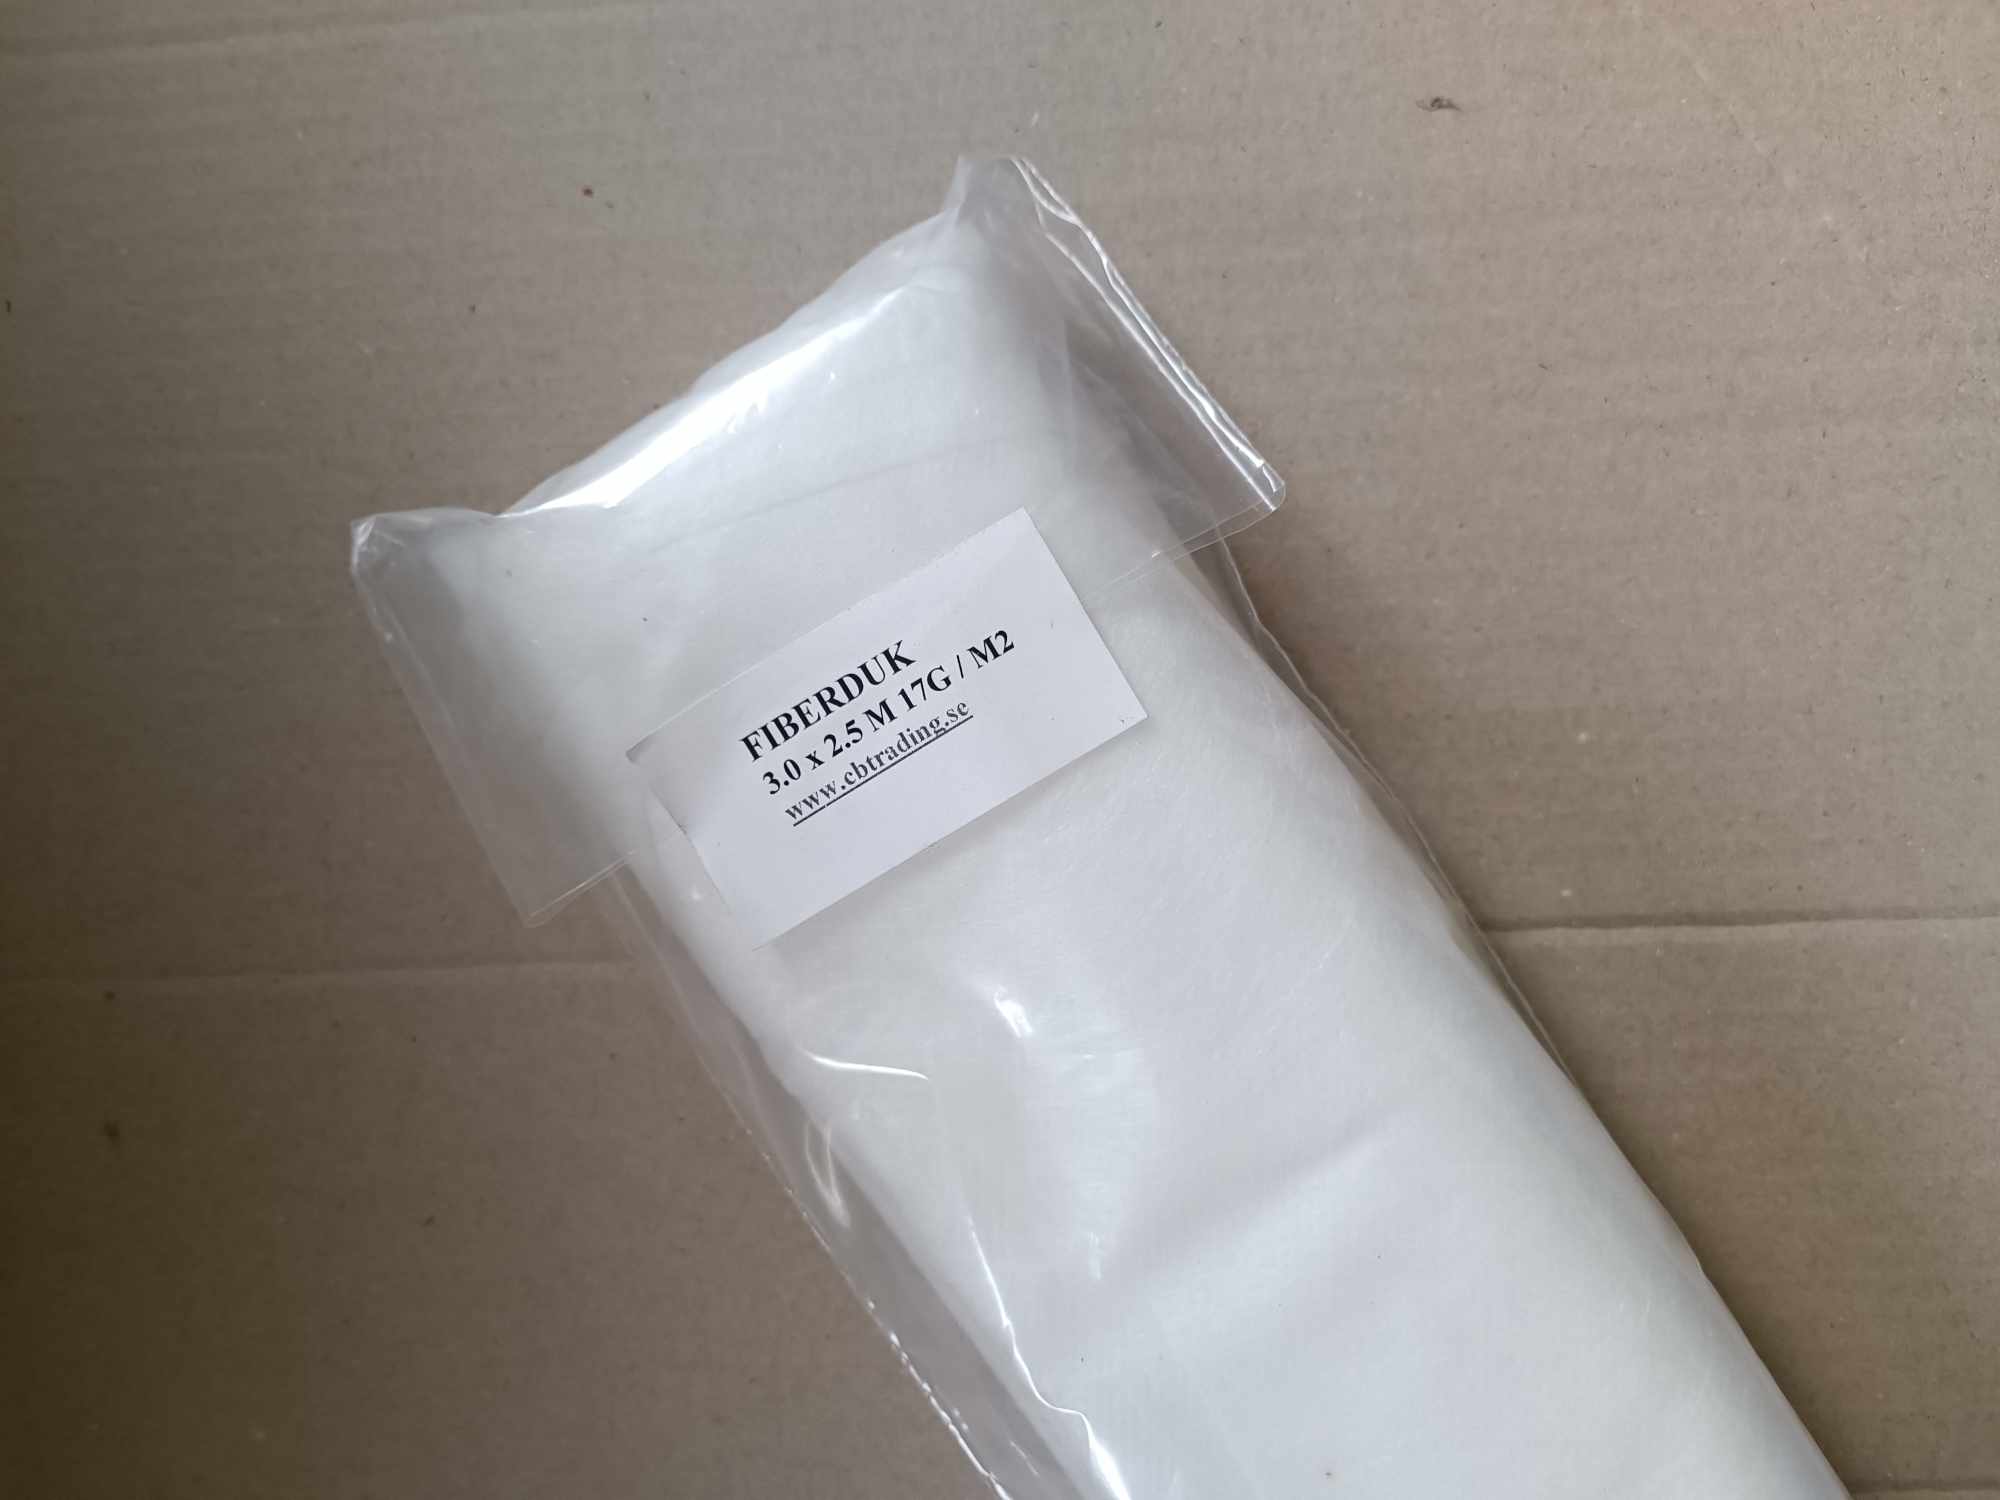 FIBERDUK
3.0 x 2.5 M 17G / M2
www.cbtrading.se